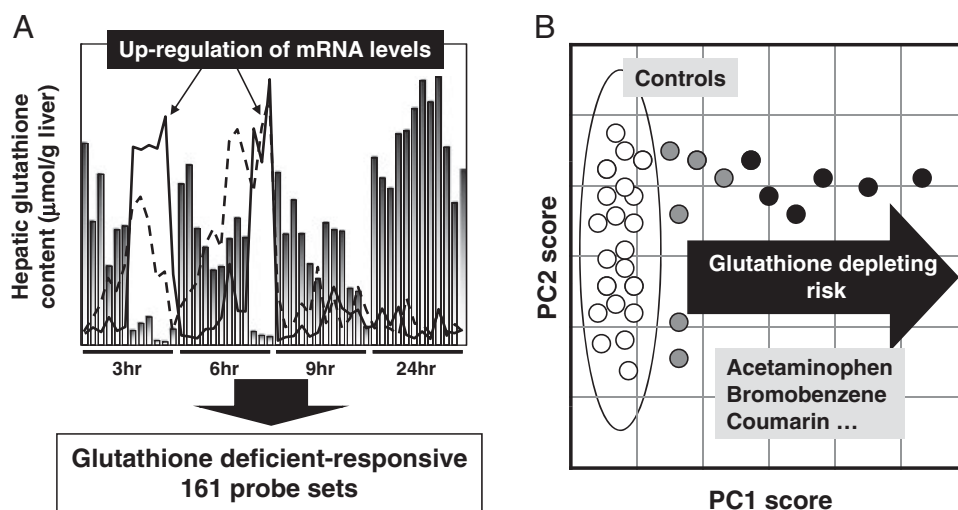 A
Up-regulation of mRNA levels
Hepatic glutathione
content (μmol/g liver)
3hr
6hr
9hr
24hr
Glutathione deficient-responsive
161 probe sets
B
Controls
PC2 score
Glutathione depleting
risk
Acetaminophen
Bromobenzene
Coumarin ...
PC1 score